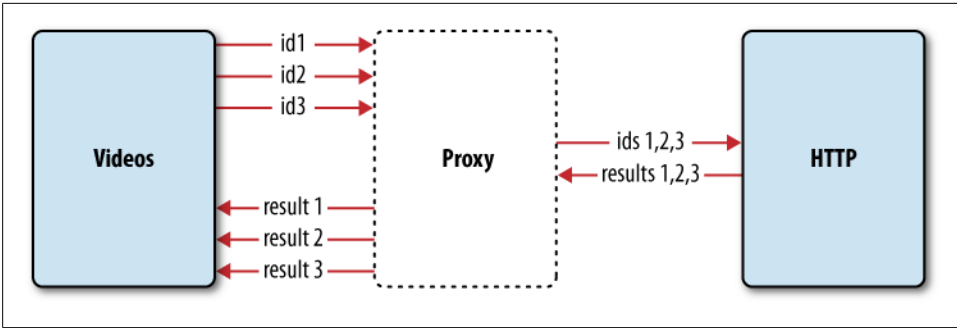 id1
id2
id3
Videos
Proxy
ids 1,2,3
results 1,2,3
HTTP
result 1
result 2
result 3